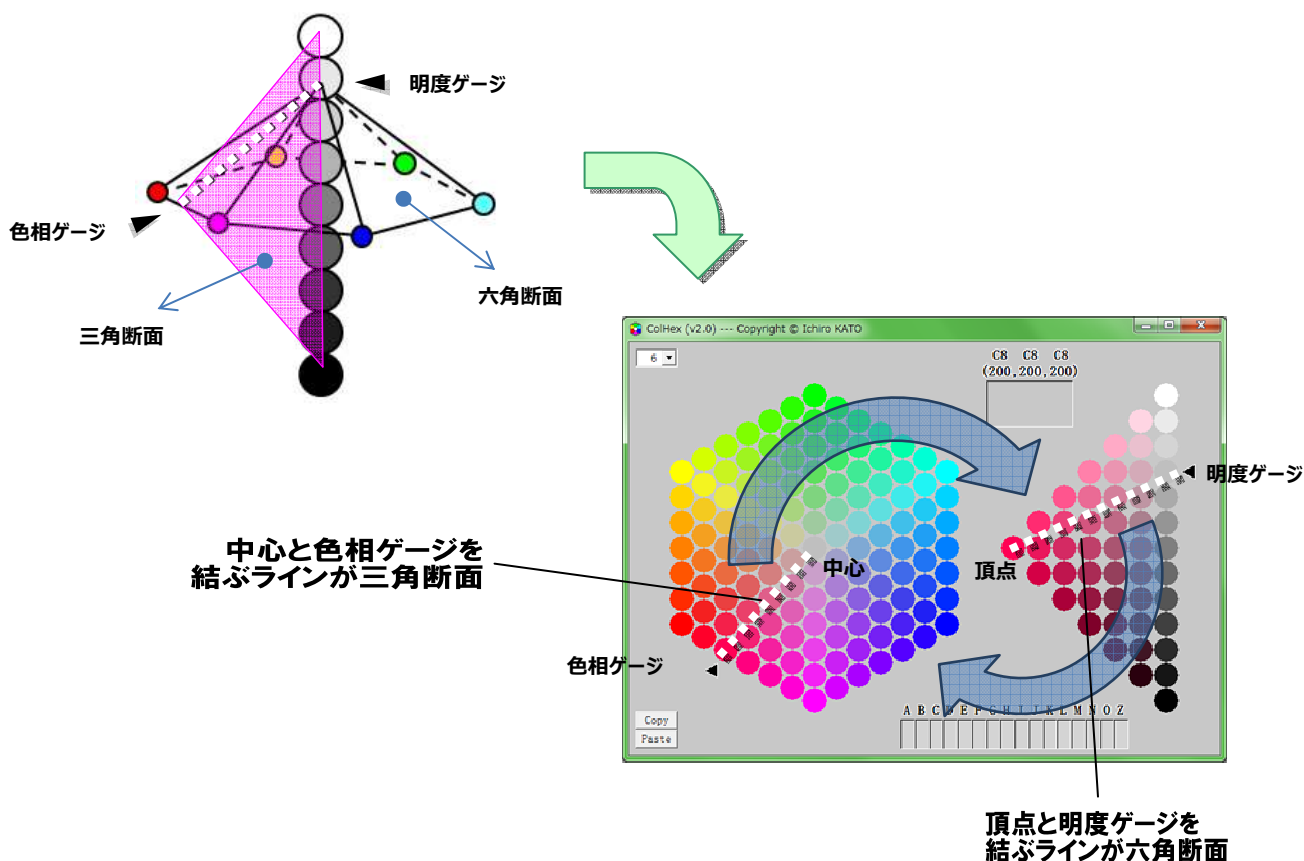 明度ゲージ
色相ゲージ
六角断面
三角断面
ColHex (v2.0) --- Copyright © Ichiro KATO
6
C8 C8 C8
(200,200,200)
明度ゲージ
中心と色相ゲージを
結ぶラインが三角断面
中心
頂点
色相ゲージ
A B C D E F G H I J K L M N O Z
Copy
Paste
頂点と明度ゲージを
結ぶラインが六角断面